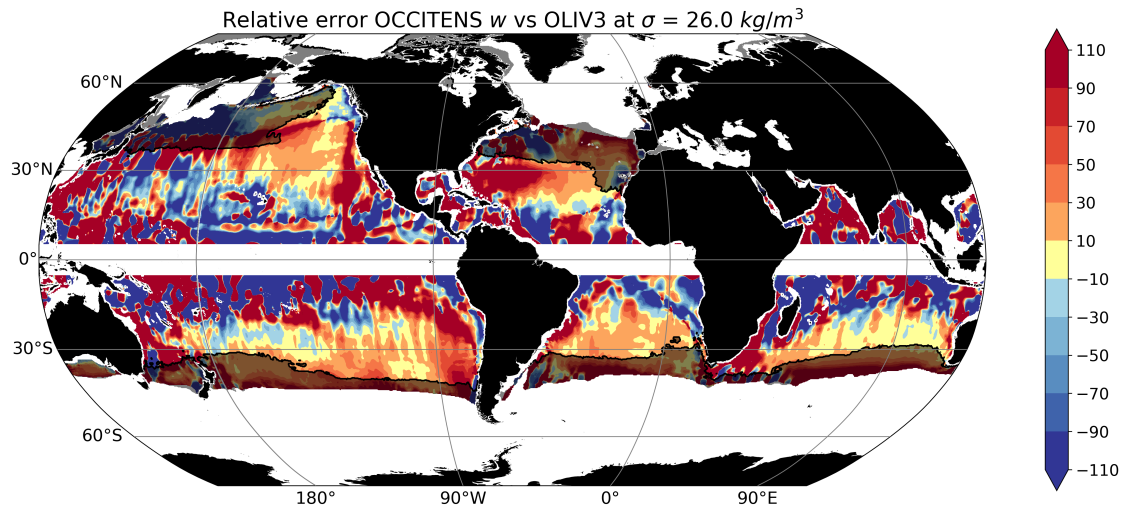 Relative error OCCITENS w vs OLIV3 at σ = 26.0 kg/m³
60°N
30°N
0°
30°S
60°S
180°
90°W
0°
90°E
110
90
70
50
30
10
−10
−30
−50
−70
−90
−110